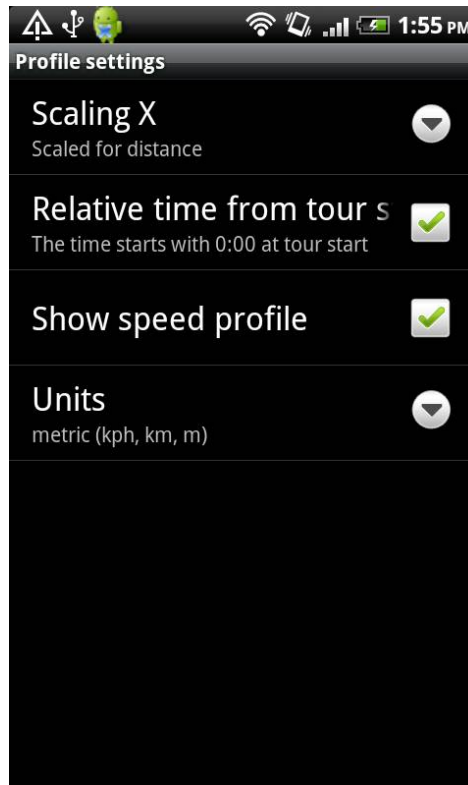 1:55 PM
Profile settings
Scaling X
Scaled for distance
Relative time from tour s
The time starts with 0:00 at tour start
Show speed profile
Units
metric (kph, km, m)